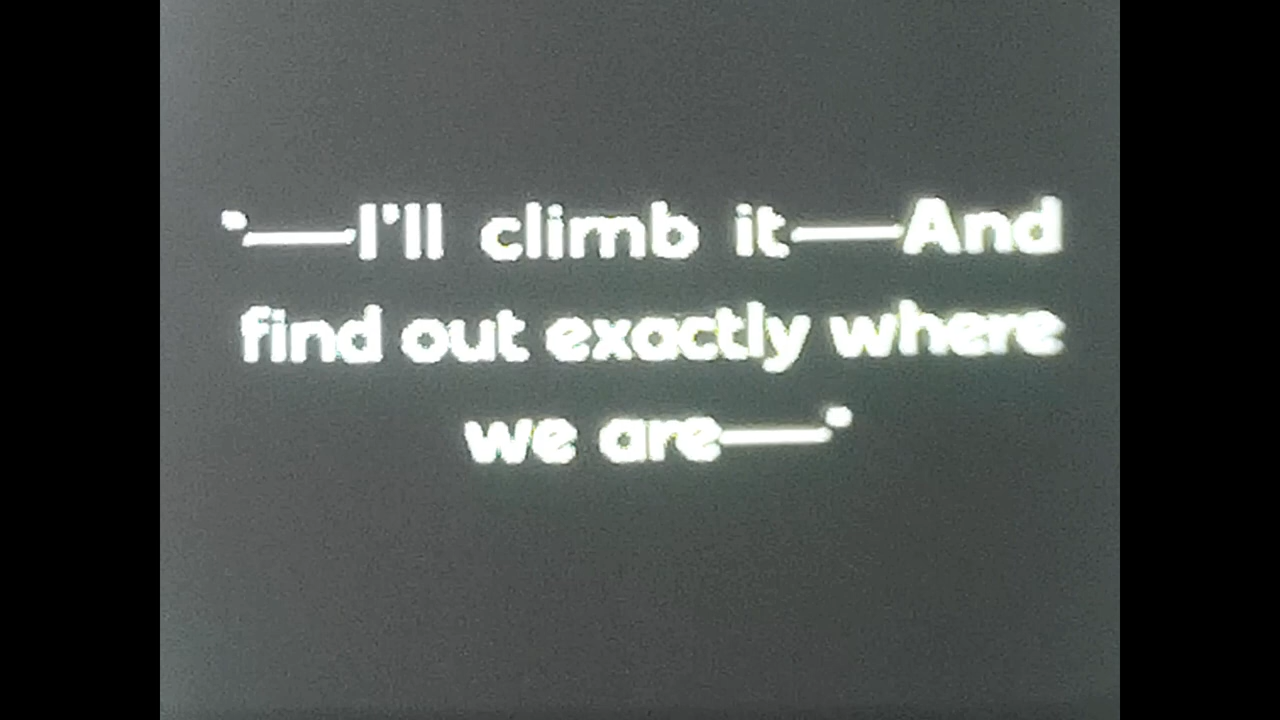 "—I'll climb it—And
find out exactly where
we are—"